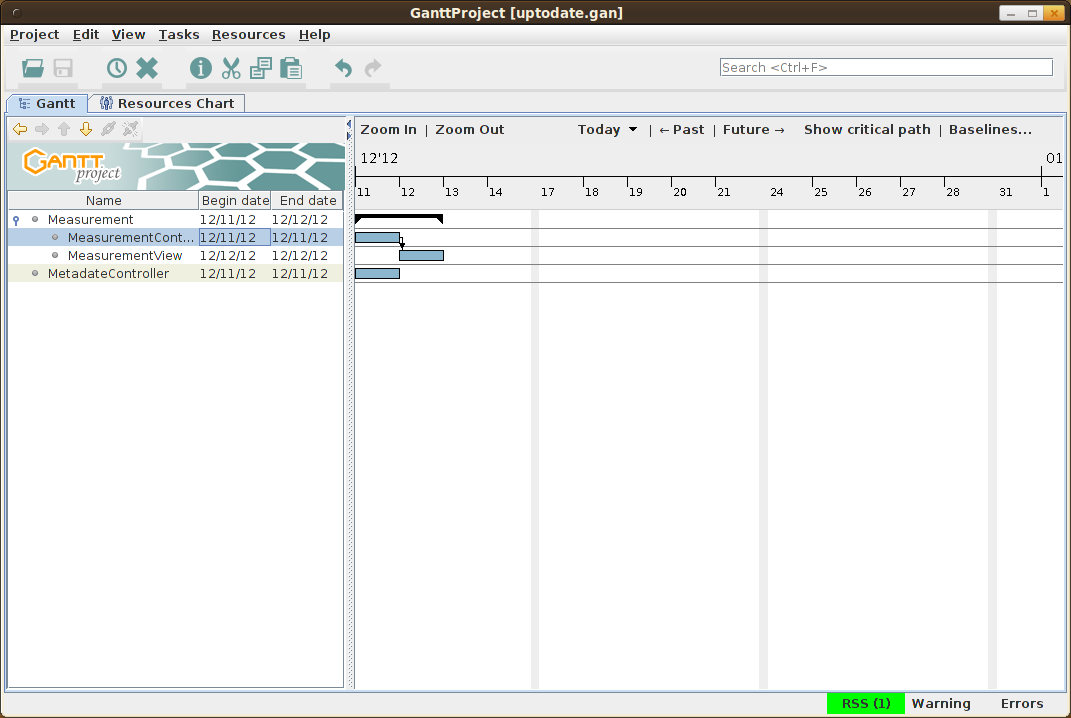 GanttProject [uptodate.gan]
Project Edit View Tasks Resources Help
Search <Ctrl+F>
Gantt Resources Chart
Zoom In | Zoom Out Today | ←Past | Future → Show critical path | Baselines...
GANTT project
12'12 01
11 12 13 14 17 18 19 20 21 24 25 26 27 28 31 1
Name Begin date End date
Measurement 12/11/12 12/12/12
MeasurementCont... 12/11/12 12/11/12
MeasurementView 12/12/12 12/12/12
MetadateController 12/11/12 12/11/12
RSS (1) Warning Errors